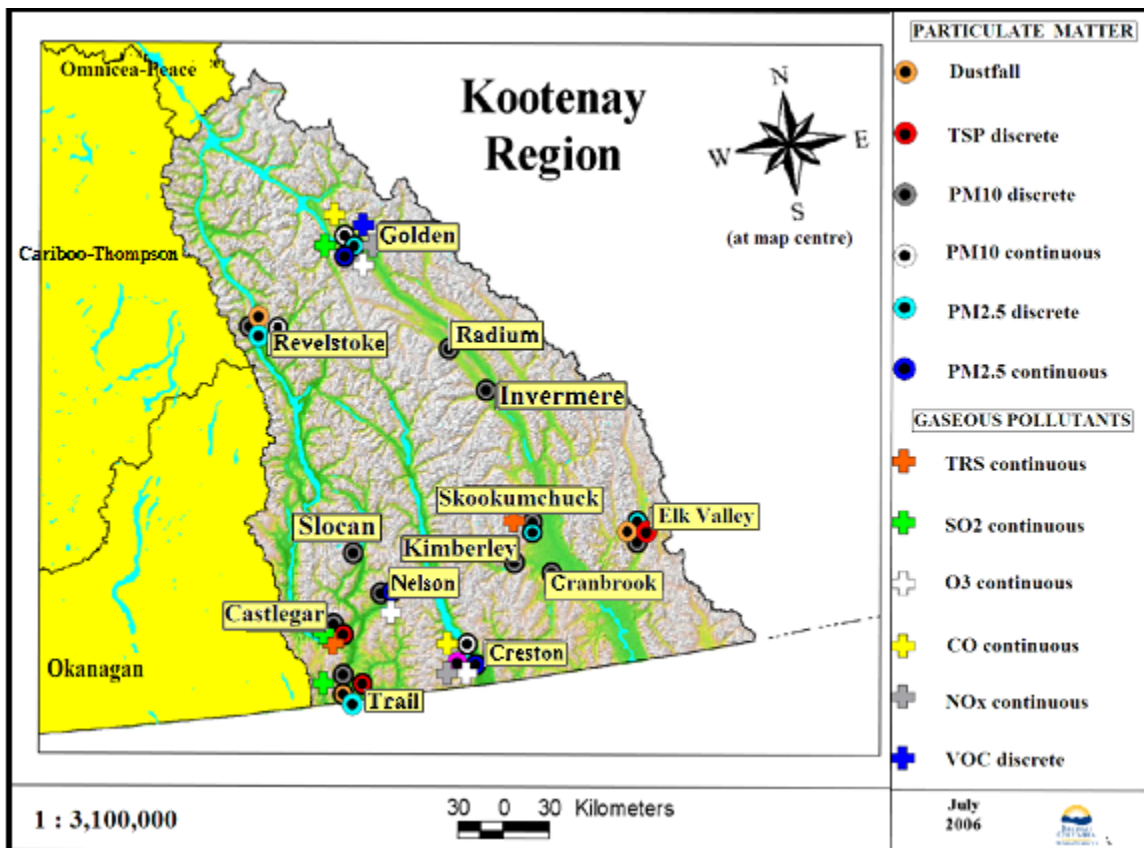 Omnicea-Peace
Kootenay
Region
N
W
E
S
(at map centre)
Cariboo-Thompson
Golden
Revelstoke
Radium
Invermere
Skookumchuck
Elk Valley
Slocan
Kimberley
Cranbrook
Nelson
Castlegar
Creston
Okanagan
Trail
PARTICULATE MATTER
Dustfall
TSP discrete
PM10 discrete
PM10 continuous
PM2.5 discrete
PM2.5 continuous
GASEOUS POLLUTANTS
TRS continuous
SO2 continuous
O3 continuous
CO continuous
NOx continuous
VOC discrete
1 : 3,100,000
30 0 30 Kilometers
July
2006